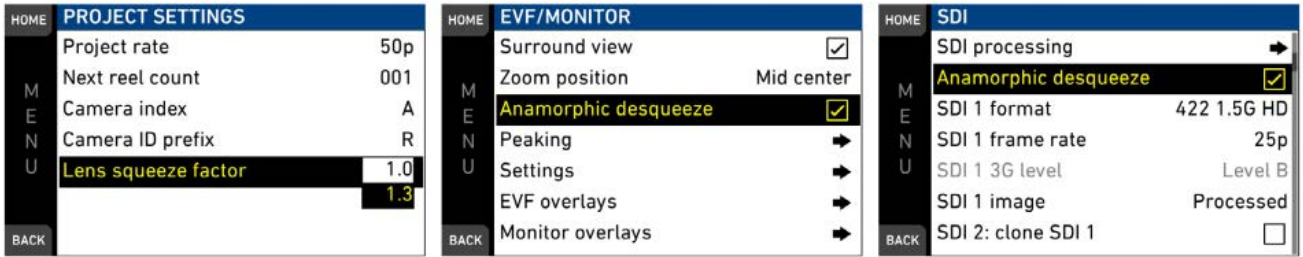 HOME PROJECT SETTINGS
Project rate 50p
Next reel count 001
Camera index A
Camera ID prefix R
Lens squeeze factor 1.0
1.3
MENU
BACK
HOME EVF/MONITOR
Surround view
Zoom position Mid center
Anamorphic desqueeze
Peaking
Settings
EVF overlays
Monitor overlays
MENU
BACK
HOME SDI
SDI processing
Anamorphic desqueeze
SDI 1 format 422 1.5G HD
SDI 1 frame rate 25p
SDI 1 3G level Level B
SDI 1 image Processed
SDI 2: clone SDI 1
MENU
BACK